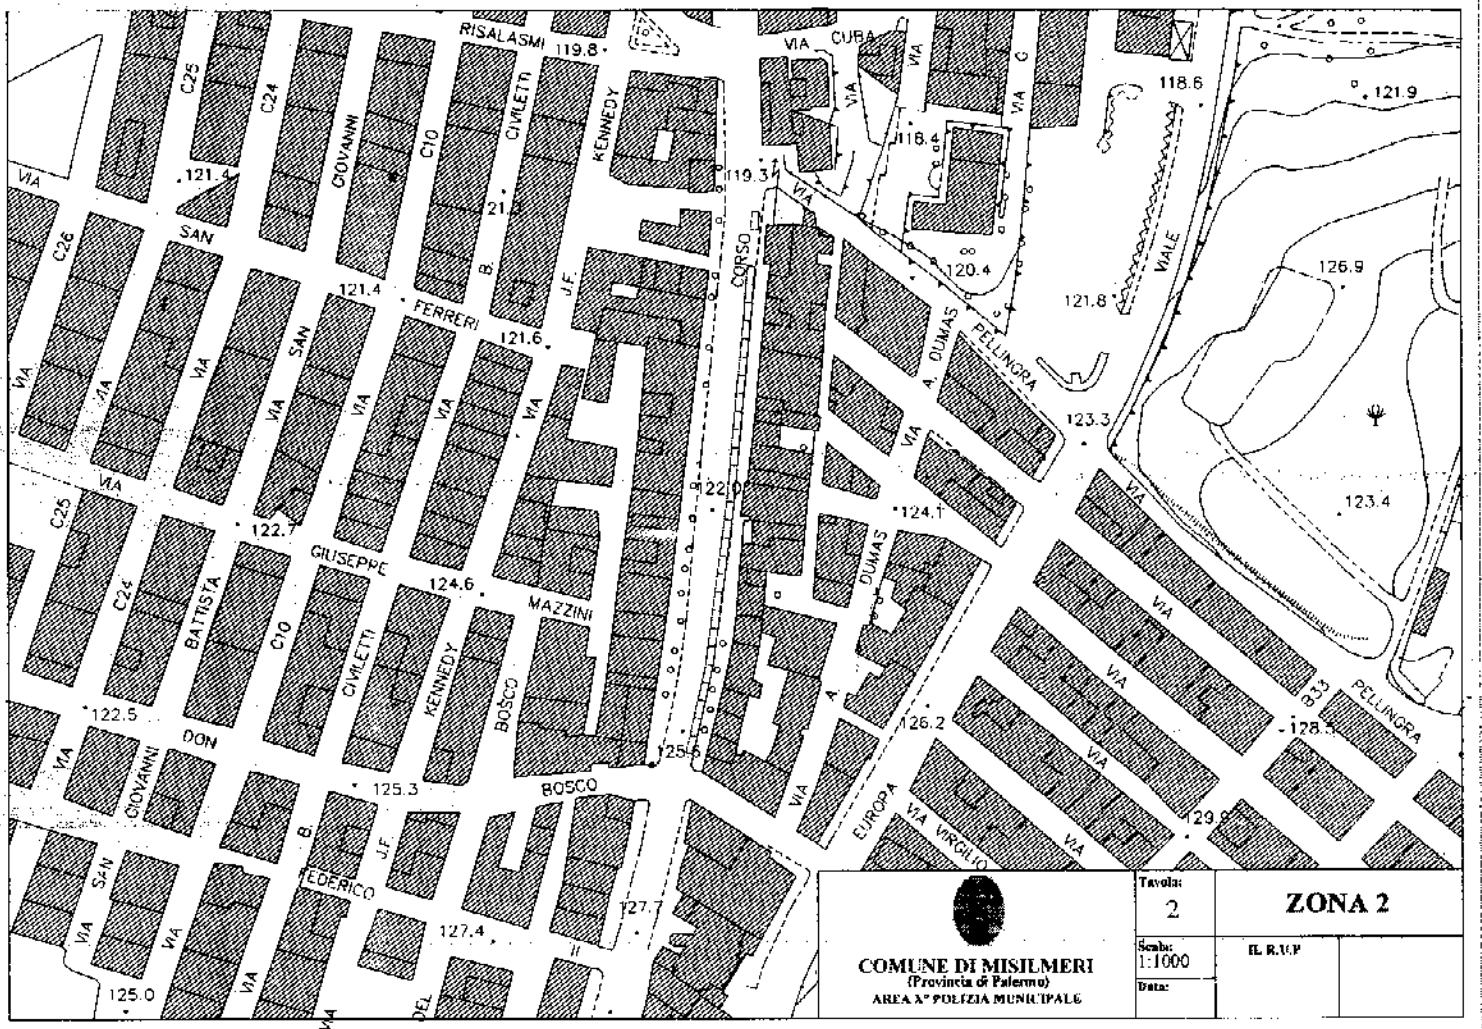 RISALASMI
119.8
VIA
CUBA
VIA
C25
C24
CIVILETTI
KENNEDY
VIA
VIA G
118.6
121.9
GIOVANNI
C10
118.4
VIA
121.4
119.3
VIA
C26
SAN
B.
CORSO
VIALE
120.4
126.9
121.4
FERRERI
J.F.
121.8
VIA
VIA
SAN
121.6
A. DUMAS
PELLINGRA
VIA
VIA
VIA
VIA
VIA
VIA
VIA
123.3
VIA
C25
122.7
122.0
124.1
VIA
123.4
GIUSEPPE
124.6
MAZZINI
DUMAS
C24
BATTISTA
C10
CIVILETTI
KENNEDY
BOSCO
VIA
VIA
A.
B33
PELLINGRA
122.5
DON
126.2
128.5
VIA
GIOVANNI
125.6
VIA
125.3
BOSCO
VIA
EUROPA
VIA VIRGILIO
VIA
129.9
B.
J.F.
SAN
FEDERICO
127.7
VIA
VIA
127.4
II
125.0
VIA
VIA
DEL
COMUNE DI MISILMERI
(Provincia di Palermo)
AREA X° POLIZIA MUNICIPALE
Tavola:
2
ZONA 2
Scala:
1:1000
IL R.U.P
Data: